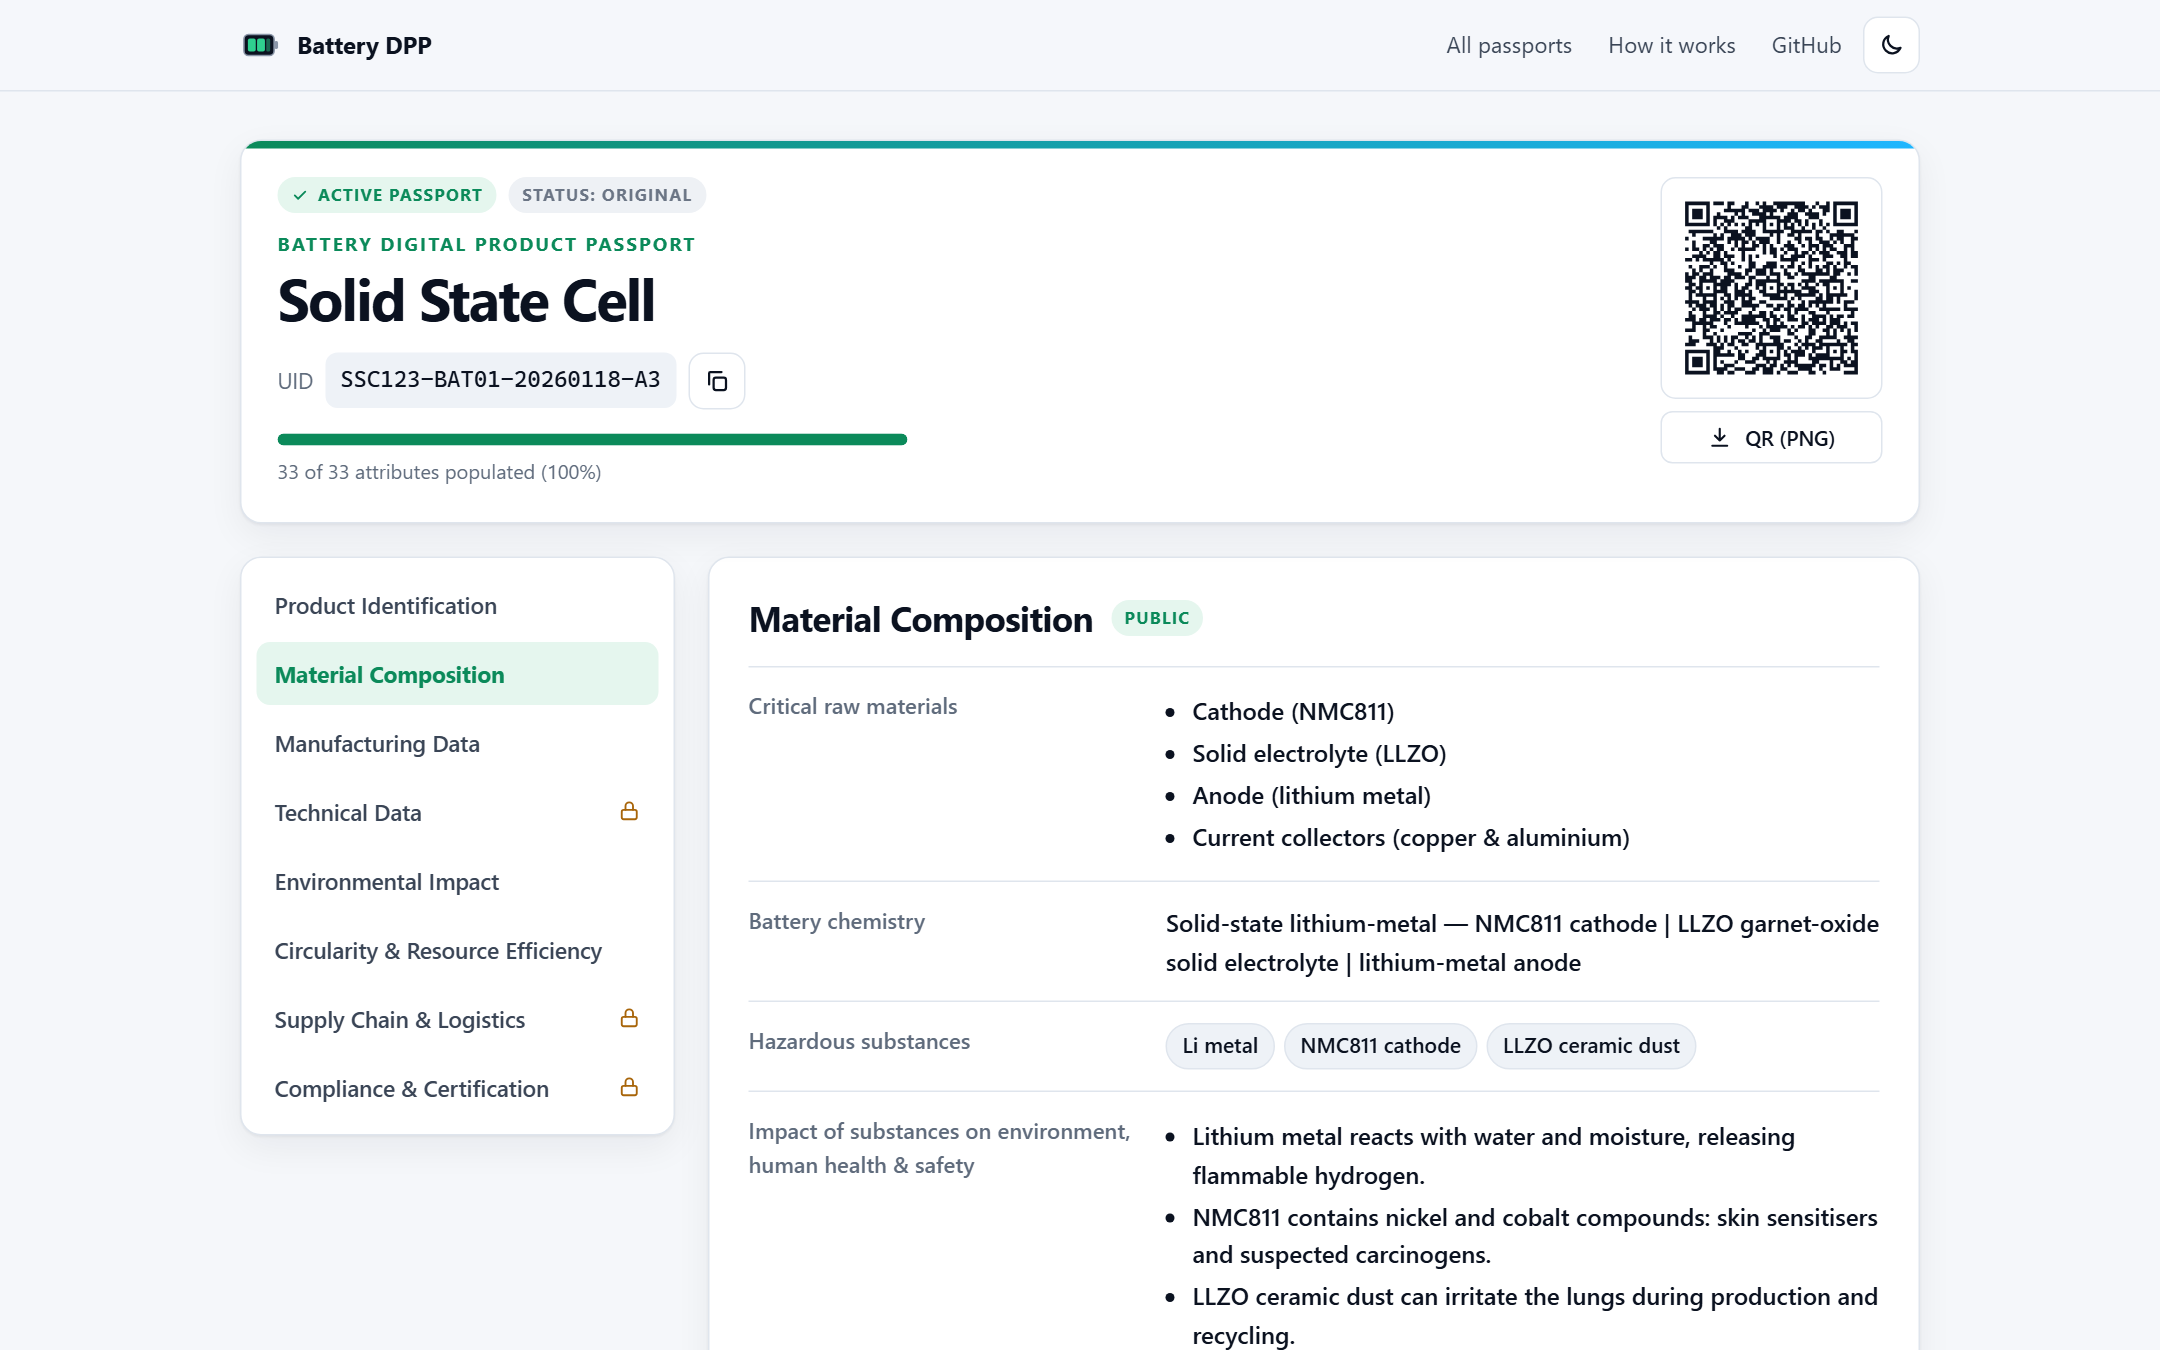 Battery DPP
All passports
How it works
GitHub
ACTIVE PASSPORT
STATUS: ORIGINAL
BATTERY DIGITAL PRODUCT PASSPORT
Solid State Cell
UID
SSC123-BAT01-20260118-A3
33 of 33 attributes populated (100%)
QR (PNG)
Product Identification
Material Composition
Manufacturing Data
Technical Data
Environmental Impact
Circularity & Resource Efficiency
Supply Chain & Logistics
Compliance & Certification
Material Composition
PUBLIC
Critical raw materials
Cathode (NMC811)
Solid electrolyte (LLZO)
Anode (lithium metal)
Current collectors (copper & aluminium)
Battery chemistry
Solid-state lithium-metal — NMC811 cathode | LLZO garnet-oxide
solid electrolyte | lithium-metal anode
Hazardous substances
Li metal
NMC811 cathode
LLZO ceramic dust
Impact of substances on environment,
human health & safety
Lithium metal reacts with water and moisture, releasing
flammable hydrogen.
NMC811 contains nickel and cobalt compounds: skin sensitisers
and suspected carcinogens.
LLZO ceramic dust can irritate the lungs during production and
recycling.